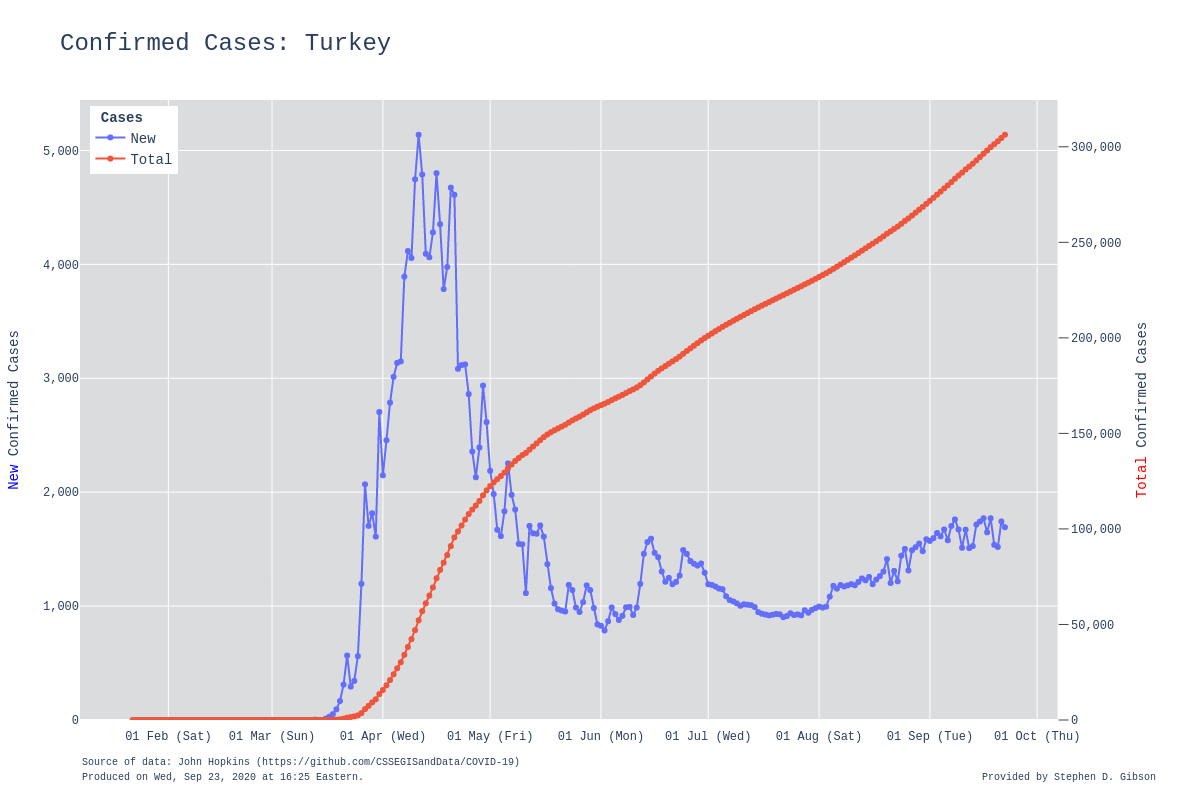 Confirmed Cases: Turkey
Cases
New
Total
5,000
4,000
3,000
2,000
1,000
0
New Confirmed Cases
300,000
250,000
200,000
150,000
100,000
50,000
0
Total Confirmed Cases
01 Feb (Sat) 01 Mar (Sun) 01 Apr (Wed) 01 May (Fri) 01 Jun (Mon) 01 Jul (Wed) 01 Aug (Sat) 01 Sep (Tue) 01 Oct (Thu)
Source of data: John Hopkins (https://github.com/CSSEGISandData/COVID-19)
Produced on Wed, Sep 23, 2020 at 16:25 Eastern.
Provided by Stephen D. Gibson